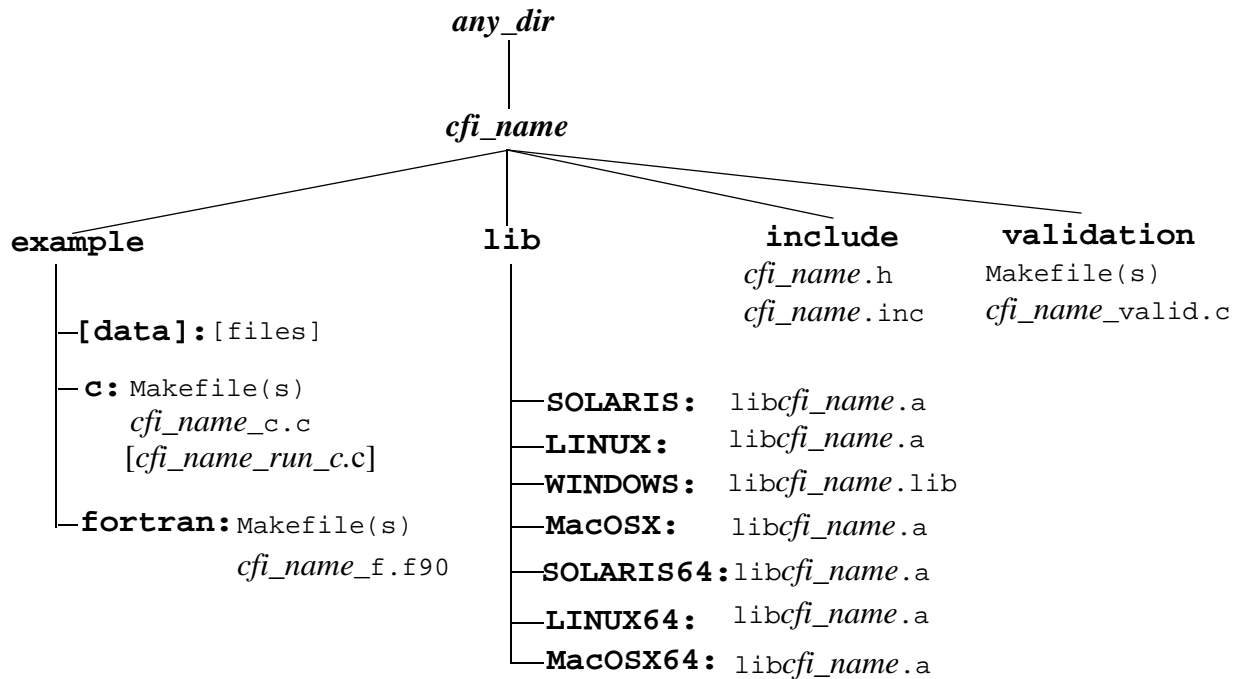 any_dir
cfi_name
example
[data]: [files]
c: Makefile(s)
cfi_name_c.c
[cfi_name_run_c.c]
fortran: Makefile(s)
cfi_name_f.f90
lib
SOLARIS: libcfi_name.a
LINUX: libcfi_name.a
WINDOWS: libcfi_name.lib
MacOSX: libcfi_name.a
SOLARIS64: libcfi_name.a
LINUX64: libcfi_name.a
MacOSX64: libcfi_name.a
include
cfi_name.h
cfi_name.inc
validation
Makefile(s)
cfi_name_valid.c